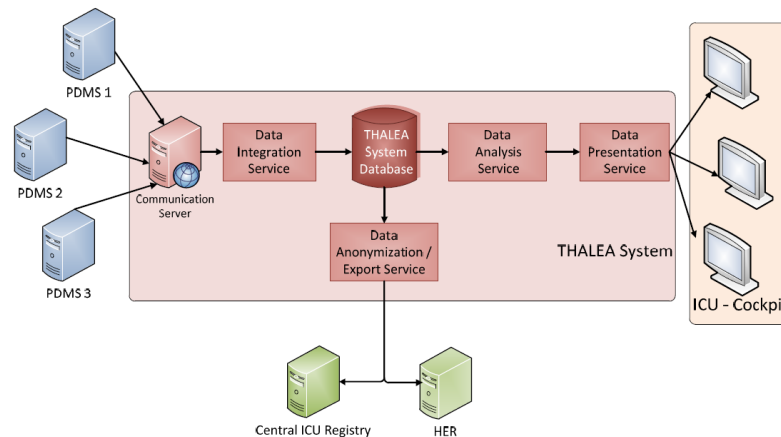 PDMS 1
PDMS 2
PDMS 3
Communication
Server
Data
Integration
Service
THALEA
System
Database
Data
Analysis
Service
Data
Presentation
Service
Data
Anonymization /
Export Service
THALEA System
ICU - Cockpi
Central ICU Registry
HER